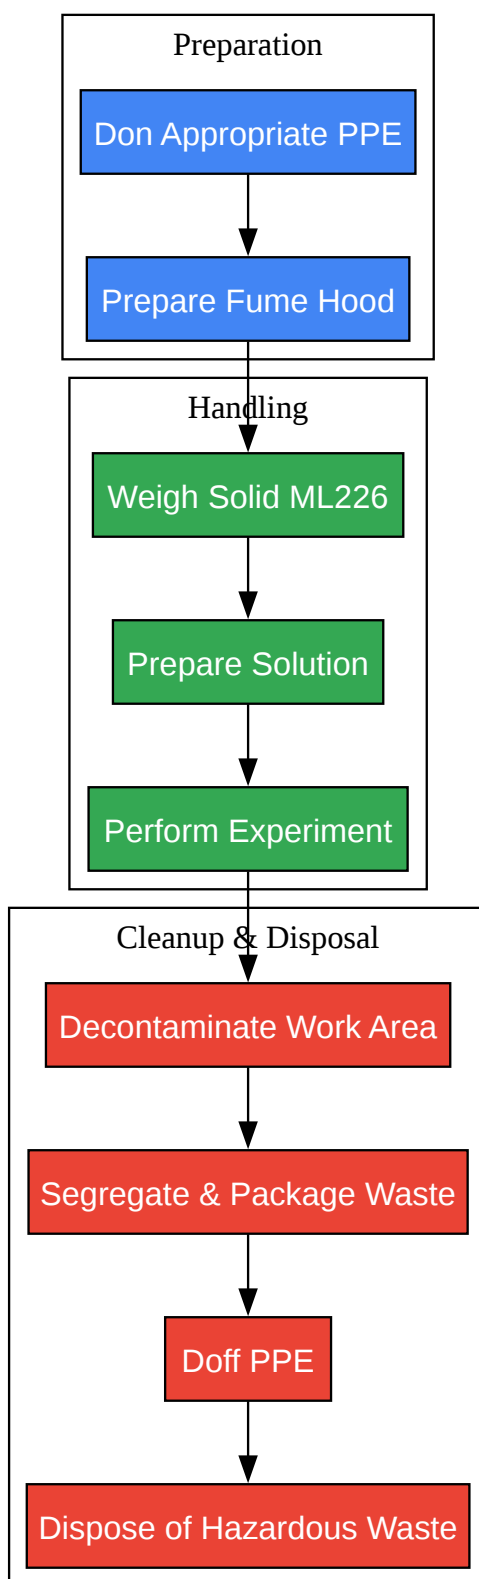 Preparation
Don Appropriate PPE
Prepare Fume Hood
Handling
Weigh Solid ML226
Prepare Solution
Perform Experiment
Cleanup & Disposal
Decontaminate Work Area
Segregate & Package Waste
Doff PPE
Dispose of Hazardous Waste